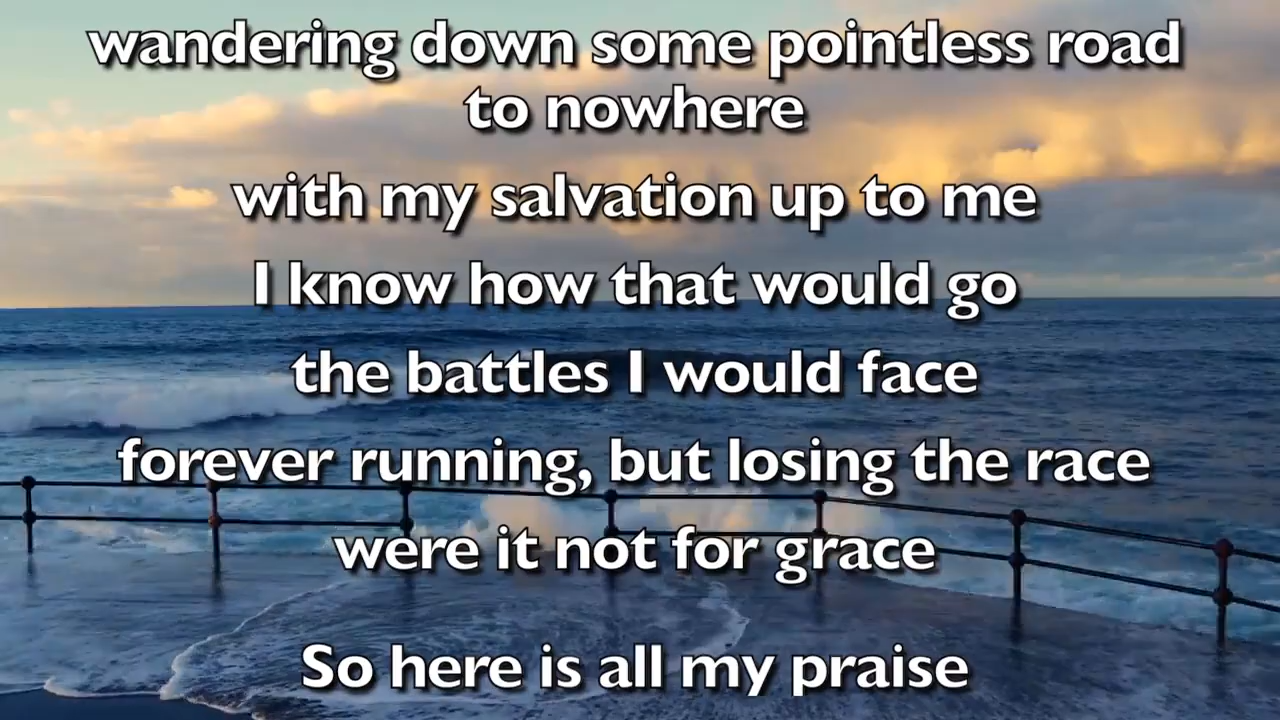 wandering down some pointless road
to nowhere
with my salvation up to me
I know how that would go
the battles I would face
forever running, but losing the race
were it not for grace
So here is all my praise